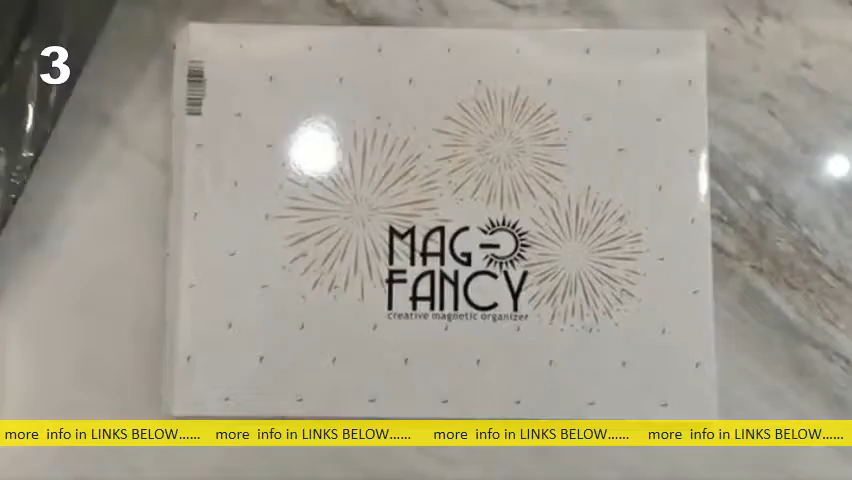 3
MAG-
FANCY
creative magnetic organizer
more info in LINKS BELOW...... more info in LINKS BELOW...... more info in LINKS BELOW...... more info in LINKS BELOW......